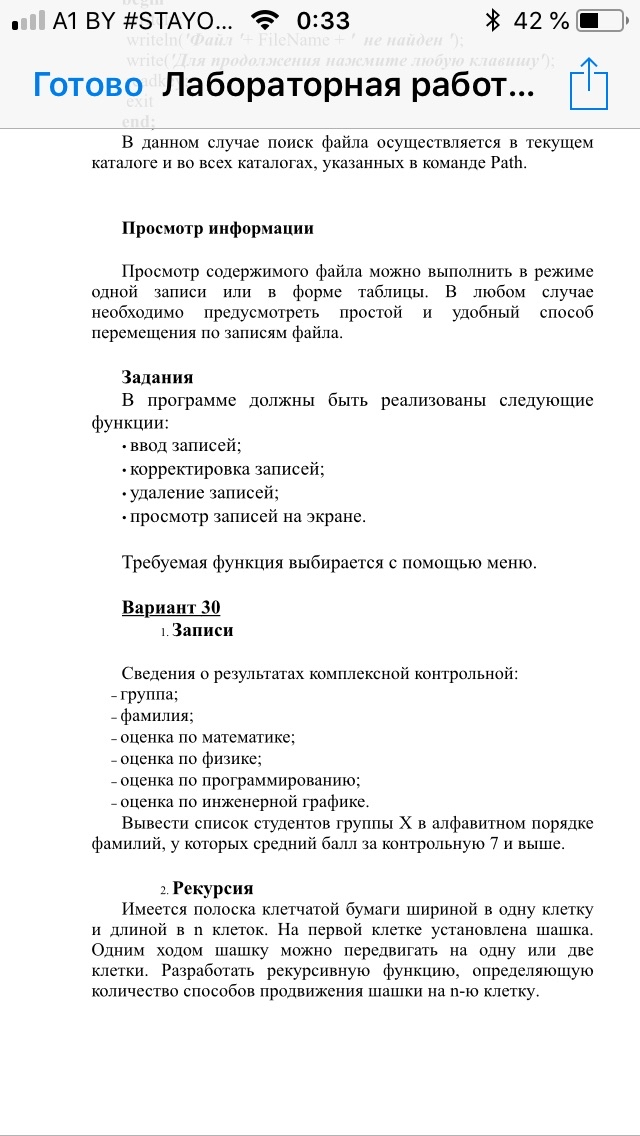 A1 BY #STAYO... 0:33 42 %
begin
writeln('Файл '+ FileName + ' не найден ');
write('Для продолжения нажмите любую клавишу');
Готово Лабораторная работ...
exit
end;
В данном случае поиск файла осуществляется в текущем
каталоге и во всех каталогах, указанных в команде Path.
Просмотр информации
Просмотр содержимого файла можно выполнить в режиме
одной записи или в форме таблицы. В любом случае
необходимо предусмотреть простой и удобный способ
перемещения по записям файла.
Задания
В программе должны быть реализованы следующие
функции:
• ввод записей;
• корректировка записей;
• удаление записей;
• просмотр записей на экране.
Требуемая функция выбирается с помощью меню.
Вариант 30
1. Записи
Сведения о результатах комплексной контрольной:
– группа;
– фамилия;
– оценка по математике;
– оценка по физике;
– оценка по программированию;
– оценка по инженерной графике.
Вывести список студентов группы Х в алфавитном порядке
фамилий, у которых средний балл за контрольную 7 и выше.
2. Рекурсия
Имеется полоска клетчатой бумаги шириной в одну клетку
и длиной в n клеток. На первой клетке установлена шашка.
Одним ходом шашку можно передвигать на одну или две
клетки. Разработать рекурсивную функцию, определяющую
количество способов продвижения шашки на n-ю клетку.